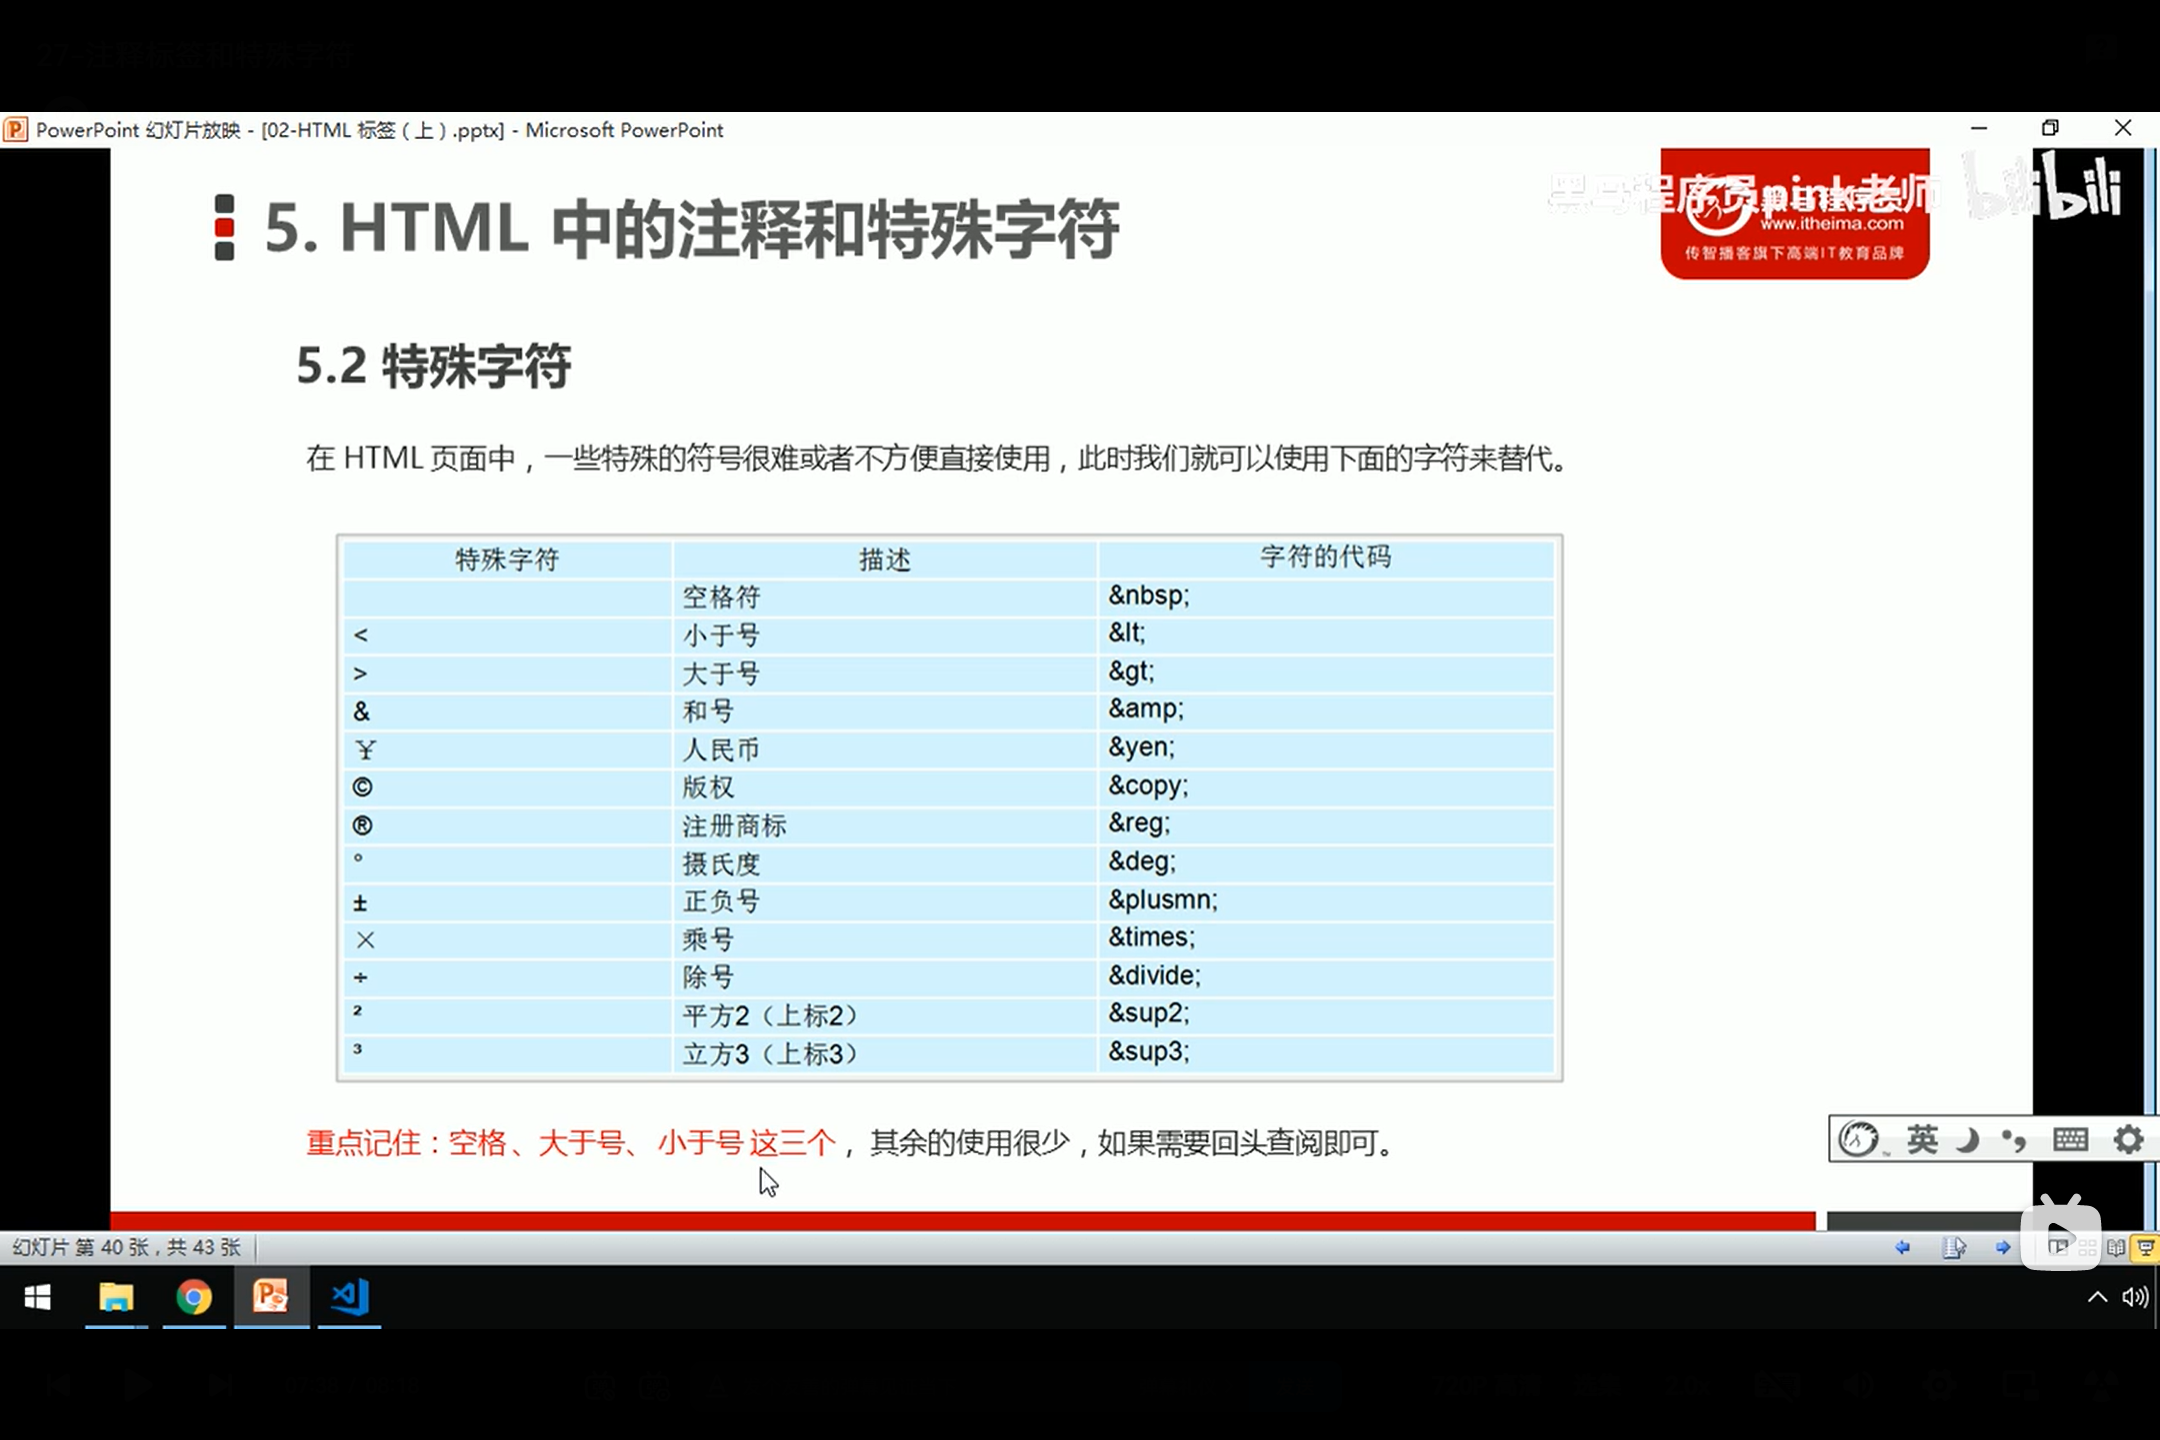 27-注释标签和特殊字符
PowerPoint 幻灯片放映 - [02-HTML 标签（上）.pptx] - Microsoft PowerPoint
5. HTML 中的注释和特殊字符
黑马程序员pink老师
bilibili
www.itheima.com
传智播客旗下高端IT教育品牌
5.2 特殊字符
在 HTML 页面中，一些特殊的符号很难或者不方便直接使用，此时我们就可以使用下面的字符来替代。
特殊字符 描述 字符的代码
空格符 &nbsp;
< 小于号 &lt;
> 大于号 &gt;
& 和号 &amp;
¥ 人民币 &yen;
© 版权 &copy;
® 注册商标 &reg;
° 摄氏度 &deg;
± 正负号 &plusmn;
× 乘号 &times;
÷ 除号 &divide;
² 平方2（上标2） &sup2;
³ 立方3（上标3） &sup3;
重点记住：空格、大于号、小于号这三个，其余的使用很少，如果需要回头查阅即可。
英
幻灯片 第 40 张，共 43 张